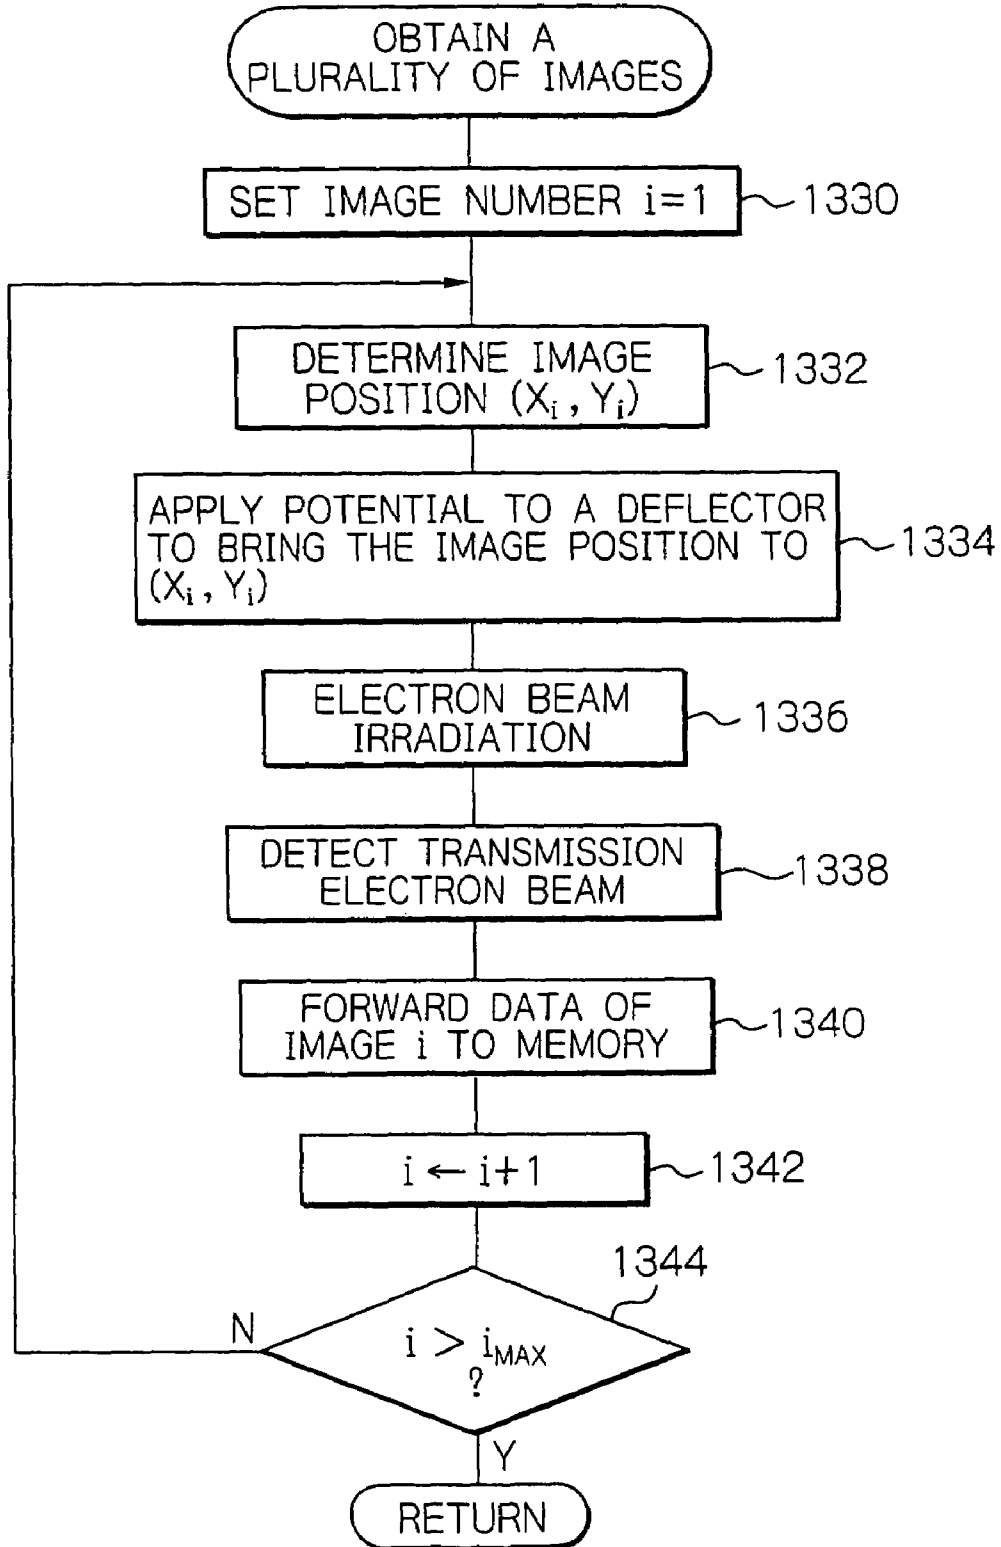 OBTAIN A
PLURALITY OF IMAGES
SET IMAGE NUMBER i=1
1330
DETERMINE IMAGE
POSITION (Xi, Yi)
1332
APPLY POTENTIAL TO A DEFLECTOR
TO BRING THE IMAGE POSITION TO
(Xi, Yi)
1334
ELECTRON BEAM
IRRADIATION
1336
DETECT TRANSMISSION
ELECTRON BEAM
1338
FORWARD DATA OF
IMAGE i TO MEMORY
1340
i ← i+1
1342
1344
N
i > iMAX
?
Y
RETURN